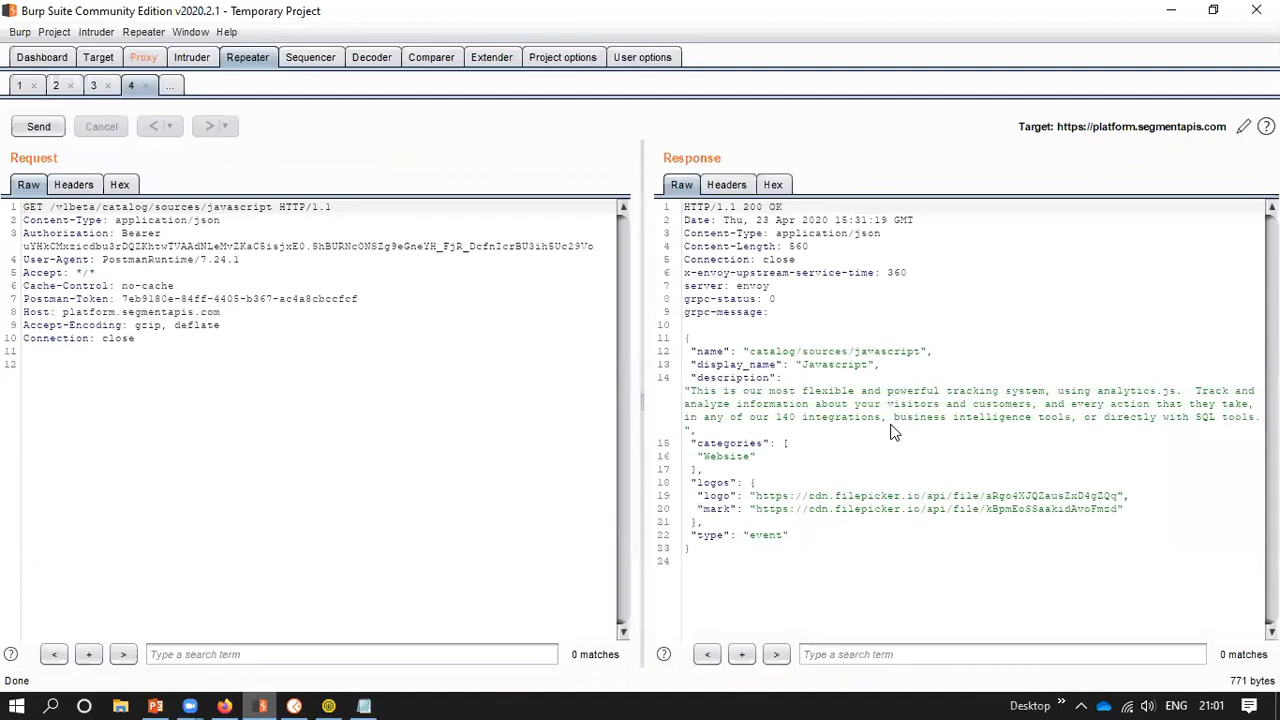 Burp Suite Community Edition v2020.2.1 - Temporary Project
Burp Project Intruder Repeater Window Help
Dashboard Target Proxy Intruder Repeater Sequencer Decoder Comparer Extender Project options User options
1 × 2 × 3 × 4 × ...
Send Cancel < > Target: https://platform.segmentapis.com ?
Request
Raw Headers Hex
1 GET /v1beta/catalog/sources/javascript HTTP/1.1
2 Content-Type: application/json
3 Authorization: Bearer
4 User-Agent: PostmanRuntime/7.24.1
5 Accept: */*
6 Cache-Control: no-cache
7 Postman-Token: 7eb9180e-84ff-4405-b367-ac4a8cbccfcf
8 Host: platform.segmentapis.com
9 Accept-Encoding: gzip, deflate
10 Connection: close
11
12
? < + > Type a search term 0 matches
Response
Raw Headers Hex
1 HTTP/1.1 200 OK
2 Date: Thu, 23 Apr 2020 15:31:19 GMT
3 Content-Type: application/json
4 Content-Length: 560
5 Connection: close
6 x-envoy-upstream-service-time: 360
7 server: envoy
8 grpc-status: 0
9 grpc-message:
10
11 {
12 "name": "catalog/sources/javascript",
13 "display_name": "Javascript",
14 "description":
"This is our most flexible and powerful tracking system, using analytics.js. Track and
analyze information about your visitors and customers, and every action that they take,
in any of our 140 integrations, business intelligence tools, or directly with SQL tools.
",
15 "categories": [
16 "Website"
17 ],
18 "logos": {
19 "logo": "https://cdn.filepicker.io/api/file/aRgo4XJQZausZxD4gZQq",
20 "mark": "https://cdn.filepicker.io/api/file/kBpmEoSSaakidAvoFmzd"
21 },
22 "type": "event"
23 }
24
? < + > Type a search term 0 matches
Done 771 bytes
Desktop ENG 21:01